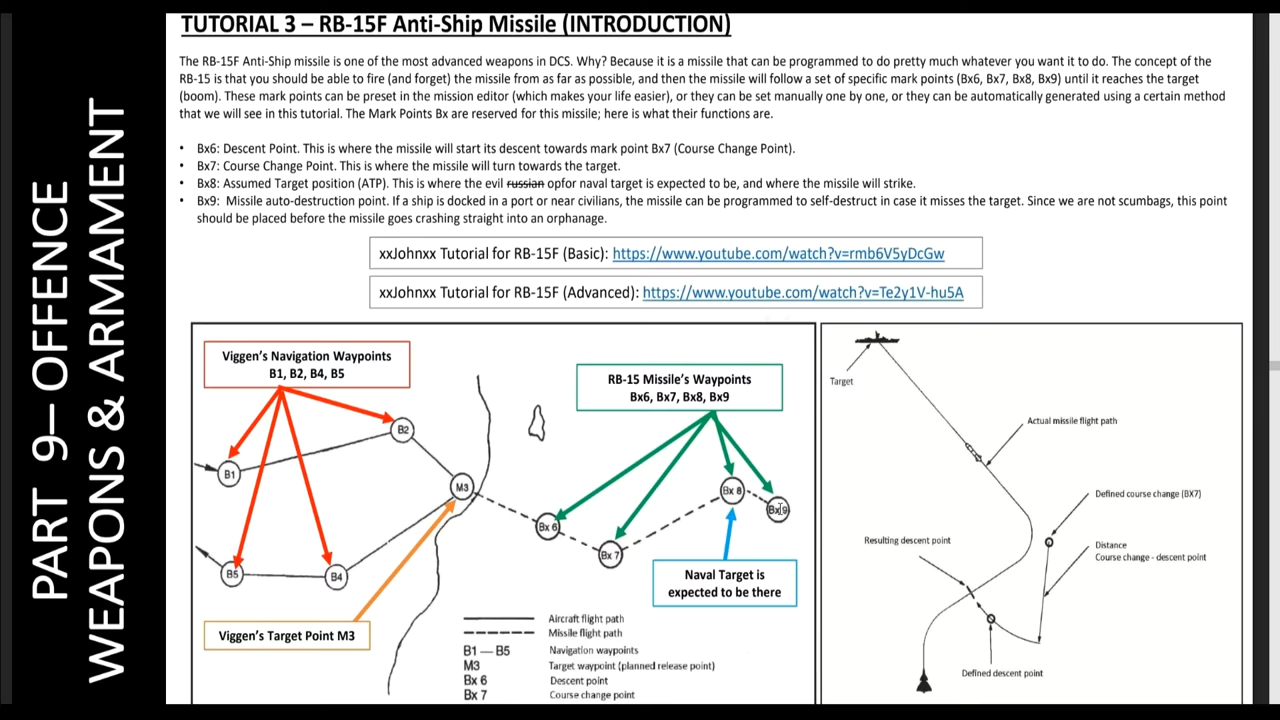 PART 9– OFFENCE
WEAPONS & ARMAMENT
TUTORIAL 3 – RB-15F Anti-Ship Missile (INTRODUCTION)
The RB-15F Anti-Ship missile is one of the most advanced weapons in DCS. Why? Because it is a missile that can be programmed to do pretty much whatever you want it to do. The concept of the
RB-15 is that you should be able to fire (and forget) the missile from as far as possible, and then the missile will follow a set of specific mark points (Bx6, Bx7, Bx8, Bx9) until it reaches the target
(boom). These mark points can be preset in the mission editor (which makes your life easier), or they can be set manually one by one, or they can be automatically generated using a certain method
that we will see in this tutorial. The Mark Points Bx are reserved for this missile; here is what their functions are.
• Bx6: Descent Point. This is where the missile will start its descent towards mark point Bx7 (Course Change Point).
• Bx7: Course Change Point. This is where the missile will turn towards the target.
• Bx8: Assumed Target position (ATP). This is where the evil russian opfor naval target is expected to be, and where the missile will strike.
• Bx9: Missile auto-destruction point. If a ship is docked in a port or near civilians, the missile can be programmed to self-destruct in case it misses the target. Since we are not scumbags, this point
should be placed before the missile goes crashing straight into an orphanage.
xxJohnxx Tutorial for RB-15F (Basic): https://www.youtube.com/watch?v=rmb6V5yDcGw
xxJohnxx Tutorial for RB-15F (Advanced): https://www.youtube.com/watch?v=Te2y1V-hu5A
Viggen's Navigation Waypoints
B1, B2, B4, B5
RB-15 Missile's Waypoints
Bx6, Bx7, Bx8, Bx9
B2
B1
M3
Bx 8
Bx 9
Bx 6
Bx 7
B5
B4
Naval Target is
expected to be there
Viggen's Target Point M3
Aircraft flight path
Missile flight path
B1 — B5 Navigation waypoints
M3 Target waypoint (planned release point)
Bx 6 Descent point
Bx 7 Course change point
Target
Actual missile flight path
Defined course change (BX7)
Resulting descent point
Distance
Course change - descent point
Defined descent point